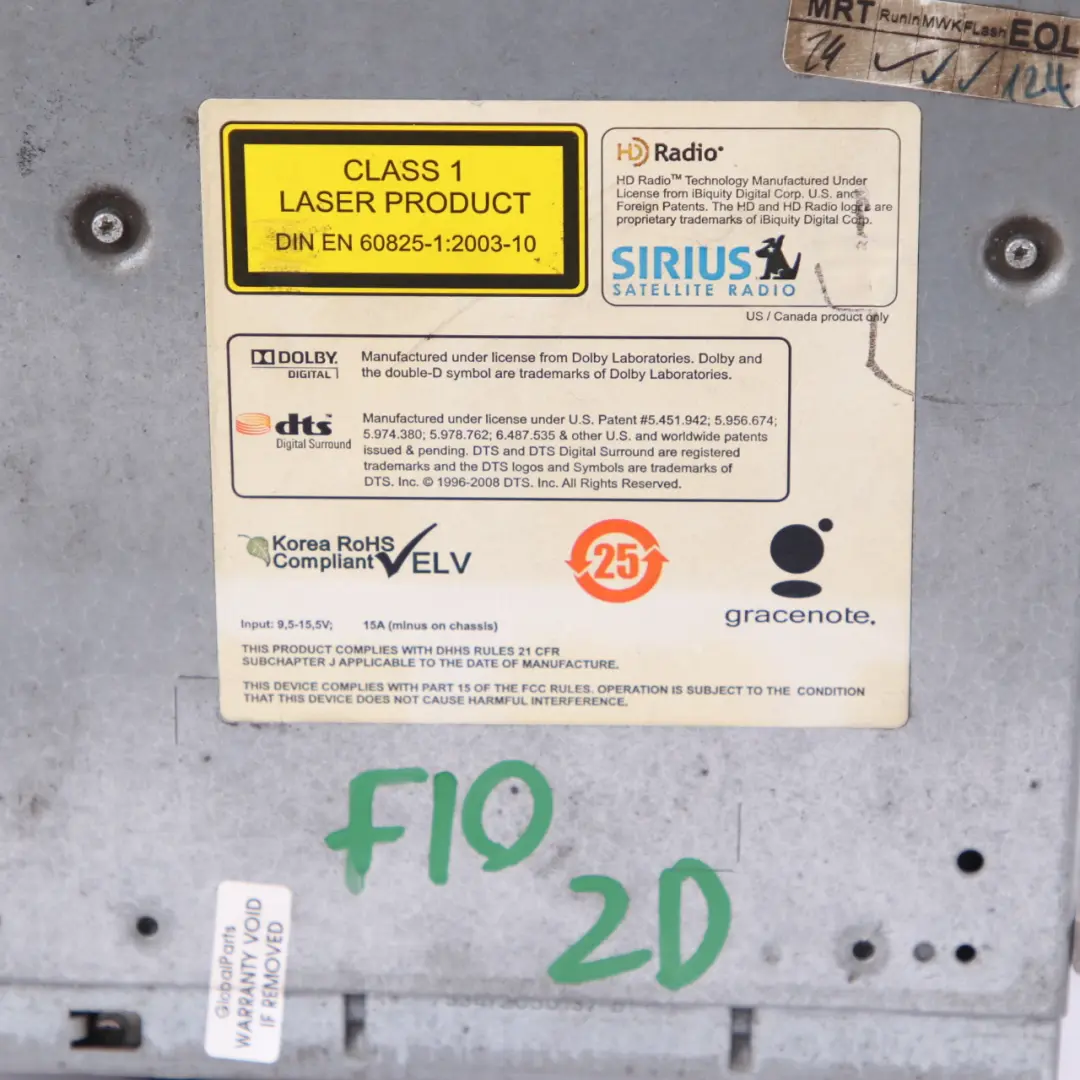 MRT RunIn MWK FLash EOL
24 124
CLASS 1
LASER PRODUCT
DIN EN 60825-1:2003-10
HD Radio
HD Radio™ Technology Manufactured Under
License from iBiquity Digital Corp. U.S. and
Foreign Patents. The HD and HD Radio logos are
proprietary trademarks of iBiquity Digital Corp.
SIRIUS
SATELLITE RADIO
US / Canada product only
DOLBY.
DIGITAL
Manufactured under license from Dolby Laboratories. Dolby and
the double-D symbol are trademarks of Dolby Laboratories.
dts
Digital Surround
Manufactured under license under U.S. Patent #5.451.942; 5.956.674;
5.974.380; 5.978.762; 6.487.535 & other U.S. and worldwide patents
issued & pending. DTS and DTS Digital Surround are registered
trademarks and the DTS logos and Symbols are trademarks of
DTS. Inc. © 1996-2008 DTS. Inc. All Rights Reserved.
Korea RoHS
Compliant ELV
25
gracenote.
Input: 9,5-15,5V; 15A (minus on chassis)
THIS PRODUCT COMPLIES WITH DHHS RULES 21 CFR
SUBCHAPTER J APPLICABLE TO THE DATE OF MANUFACTURE.
THIS DEVICE COMPLIES WITH PART 15 OF THE FCC RULES. OPERATION IS SUBJECT TO THE CONDITION
THAT THIS DEVICE DOES NOT CAUSE HARMFUL INTERFERENCE.
F10
2D
GlobalParts
WARRANTY VOID
IF REMOVED